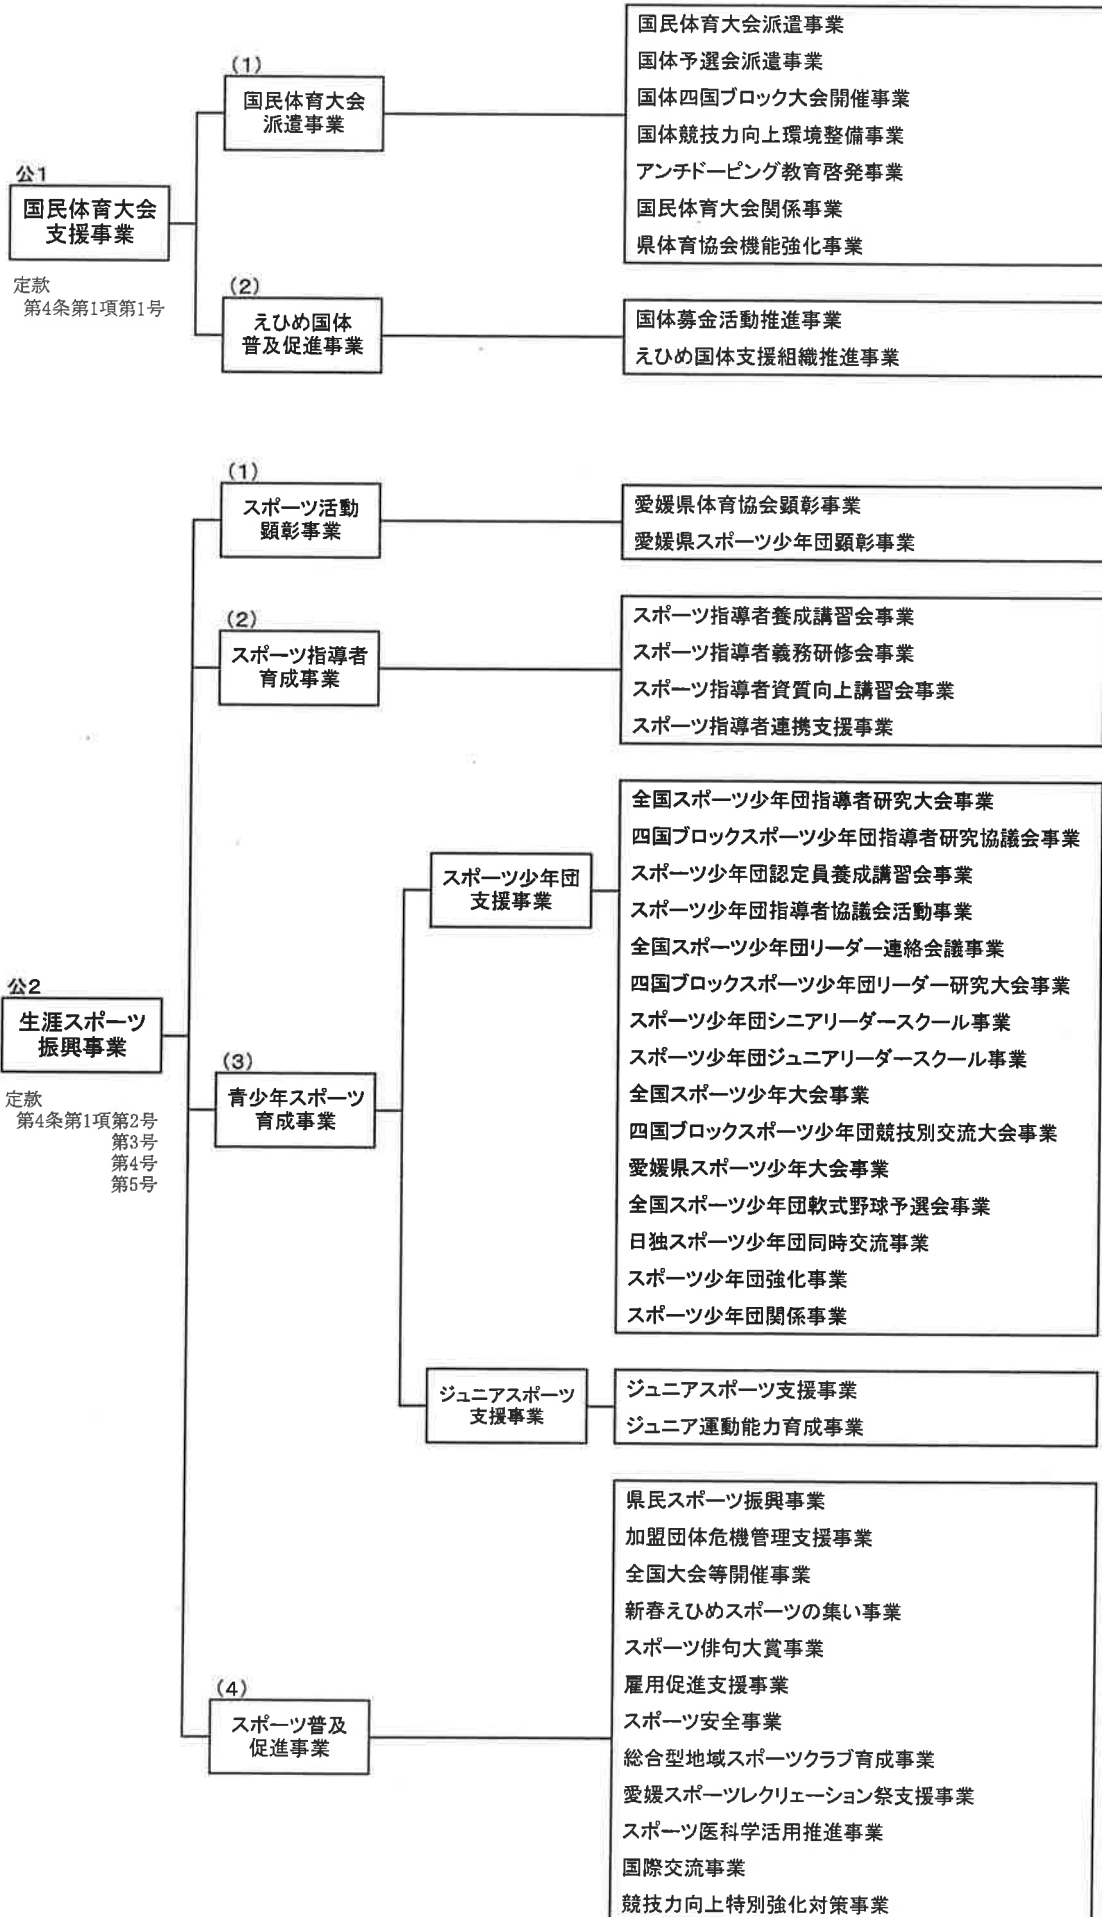 公1
国民体育大会
支援事業
定款
第4条第1項第1号
(1)
国民体育大会
派遣事業
国民体育大会派遣事業
国体予選会派遣事業
国体四国ブロック大会開催事業
国体競技力向上環境整備事業
アンチドーピング教育啓発事業
国民体育大会関係事業
県体育協会機能強化事業
(2)
えひめ国体
普及促進事業
国体募金活動推進事業
えひめ国体支援組織推進事業
公2
生涯スポーツ
振興事業
定款
第4条第1項第2号
第3号
第4号
第5号
(1)
スポーツ活動
顕彰事業
愛媛県体育協会顕彰事業
愛媛県スポーツ少年団顕彰事業
(2)
スポーツ指導者
育成事業
スポーツ指導者養成講習会事業
スポーツ指導者義務研修会事業
スポーツ指導者資質向上講習会事業
スポーツ指導者連携支援事業
(3)
青少年スポーツ
育成事業
スポーツ少年団
支援事業
全国スポーツ少年団指導者研究大会事業
四国ブロックスポーツ少年団指導者研究協議会事業
スポーツ少年団認定員養成講習会事業
スポーツ少年団指導者協議会活動事業
全国スポーツ少年団リーダー連絡会議事業
四国ブロックスポーツ少年団リーダー研究大会事業
スポーツ少年団シニアリーダースクール事業
スポーツ少年団ジュニアリーダースクール事業
全国スポーツ少年大会事業
四国ブロックスポーツ少年団競技別交流大会事業
愛媛県スポーツ少年大会事業
全国スポーツ少年団軟式野球予選会事業
日独スポーツ少年団同時交流事業
スポーツ少年団強化事業
スポーツ少年団関係事業
ジュニアスポーツ
支援事業
ジュニアスポーツ支援事業
ジュニア運動能力育成事業
(4)
スポーツ普及
促進事業
県民スポーツ振興事業
加盟団体危機管理支援事業
全国大会等開催事業
新春えひめスポーツの集い事業
スポーツ俳句大賞事業
雇用促進支援事業
スポーツ安全事業
総合型地域スポーツクラブ育成事業
愛媛スポーツレクリェーション祭支援事業
スポーツ医科学活用推進事業
国際交流事業
競技力向上特別強化対策事業